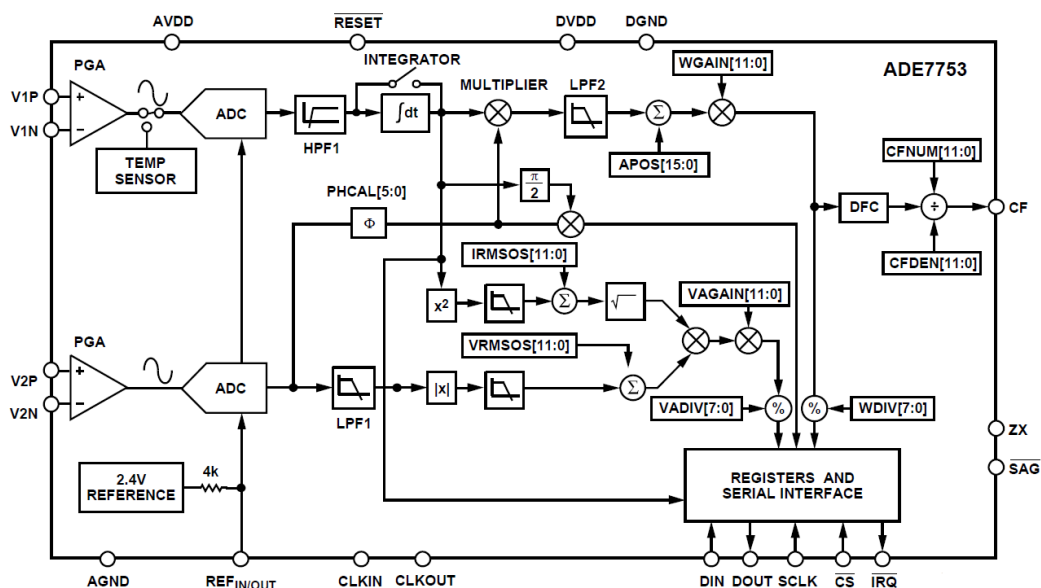 AVDD
RESET
DVDD
DGND
ADE7753
PGA
INTEGRATOR
MULTIPLIER
LPF2
WGAIN[11:0]
V1P
V1N
+
−
ADC
HPF1
∫dt
Σ
TEMP
SENSOR
APOS[15:0]
CFNUM[11:0]
PHCAL[5:0]
π
2
DFC
÷
CF
Φ
CFDEN[11:0]
IRMSOS[11:0]
x2
Σ
√
VAGAIN[11:0]
PGA
VRMSOS[11:0]
V2P
V2N
+
−
ADC
LPF1
|x|
Σ
VADIV[7:0]
%
%
WDIV[7:0]
ZX
SAG
2.4V
REFERENCE
4k
REGISTERS AND
SERIAL INTERFACE
AGND
REFIN/OUT
CLKIN
CLKOUT
DIN
DOUT
SCLK
CS
IRQ